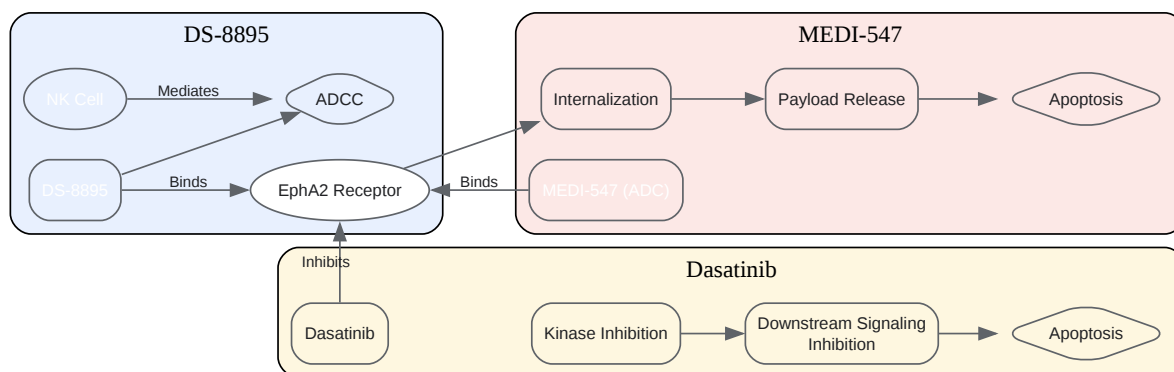 DS-8895
MEDI-547
NK Cell
Mediates
ADCC
Internalization
Payload Release
Apoptosis
DS-8895
Binds
EphA2 Receptor
Binds
MEDI-547 (ADC)
Inhibits
Dasatinib
Dasatinib
Kinase Inhibition
Downstream Signaling
Inhibition
Apoptosis